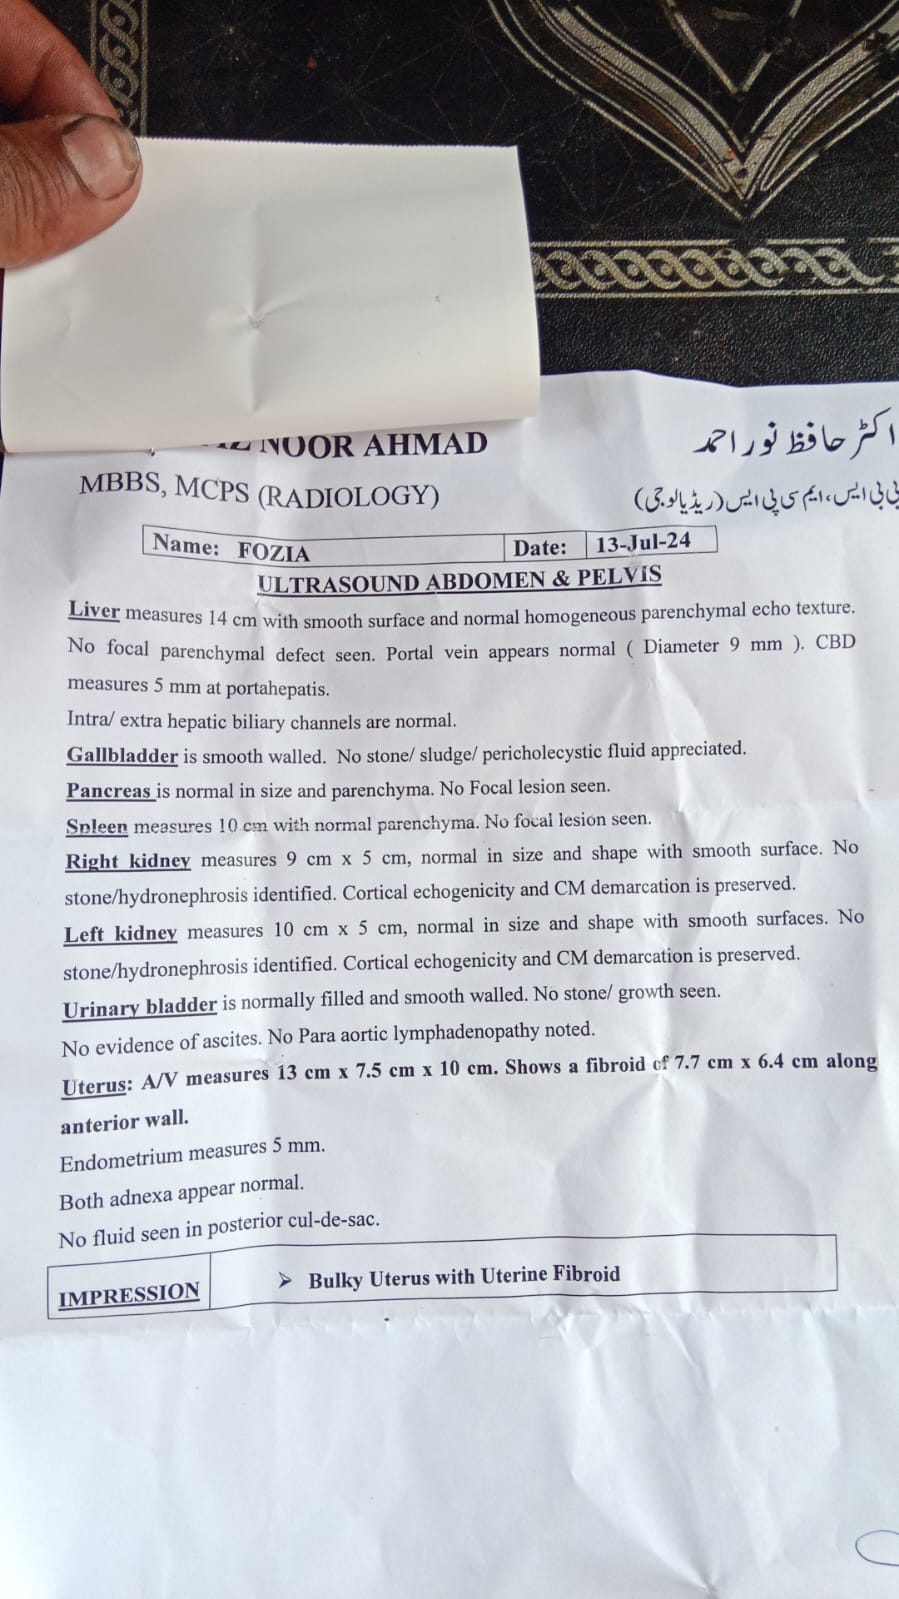 NOOR AHMAD
MBBS, MCPS (RADIOLOGY)
حافظ نور احمد
ایم سی پی ایس (ریڈیالوجی)
Name: FOZIA Date: 13-Jul-24
ULTRASOUND ABDOMEN & PELVIS
Liver measures 14 cm with smooth surface and normal homogeneous parenchymal echo texture.
No focal parenchymal defect seen. Portal vein appears normal ( Diameter 9 mm ). CBD
measures 5 mm at portahepatis.
Intra/ extra hepatic biliary channels are normal.
Gallbladder is smooth walled. No stone/ sludge/ pericholecystic fluid appreciated.
Pancreas is normal in size and parenchyma. No Focal lesion seen.
Spleen measures 10 cm with normal parenchyma. No focal lesion seen.
Right kidney measures 9 cm x 5 cm, normal in size and shape with smooth surface. No
stone/hydronephrosis identified. Cortical echogenicity and CM demarcation is preserved.
Left kidney measures 10 cm x 5 cm, normal in size and shape with smooth surfaces. No
stone/hydronephrosis identified. Cortical echogenicity and CM demarcation is preserved.
Urinary bladder is normally filled and smooth walled. No stone/ growth seen.
No evidence of ascites. No Para aortic lymphadenopathy noted.
Uterus: A/V measures 13 cm x 7.5 cm x 10 cm. Shows a fibroid of 7.7 cm x 6.4 cm along
anterior wall.
Endometrium measures 5 mm.
Both adnexa appear normal.
No fluid seen in posterior cul-de-sac.
IMPRESSION ➢ Bulky Uterus with Uterine Fibroid